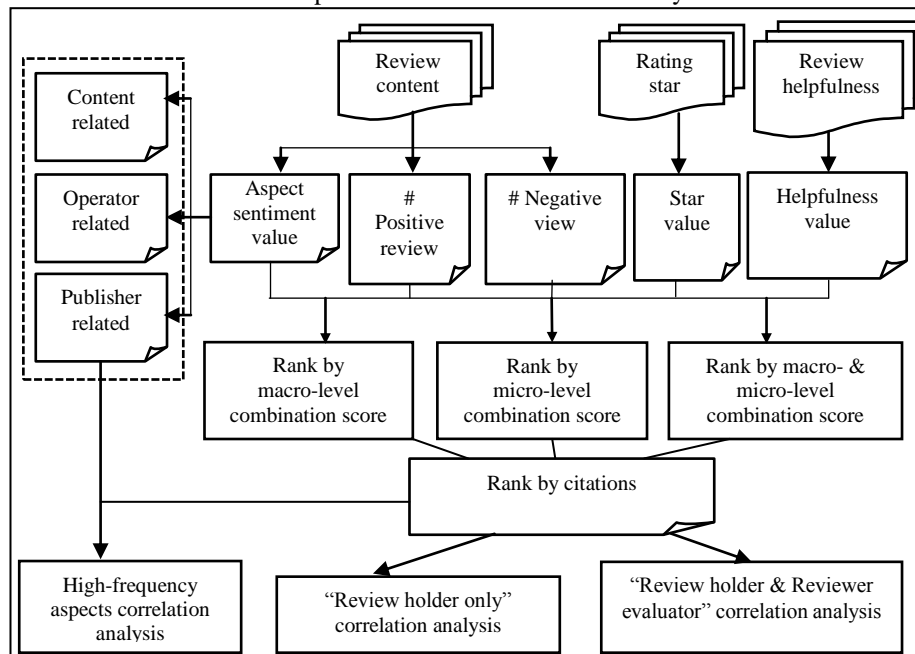 Review
content
Rating
star
Review
helpfulness
Content
related
Operator
related
Publisher
related
Aspect
sentiment
value
#
Positive
review
# Negative
view
Star
value
Helpfulness
value
Rank by
macro-level
combination score
Rank by
micro-level
combination score
Rank by macro- &
micro-level
combination score
Rank by citations
High-frequency
aspects correlation
analysis
“Review holder only”
correlation analysis
“Review holder & Reviewer
evaluator” correlation analysis